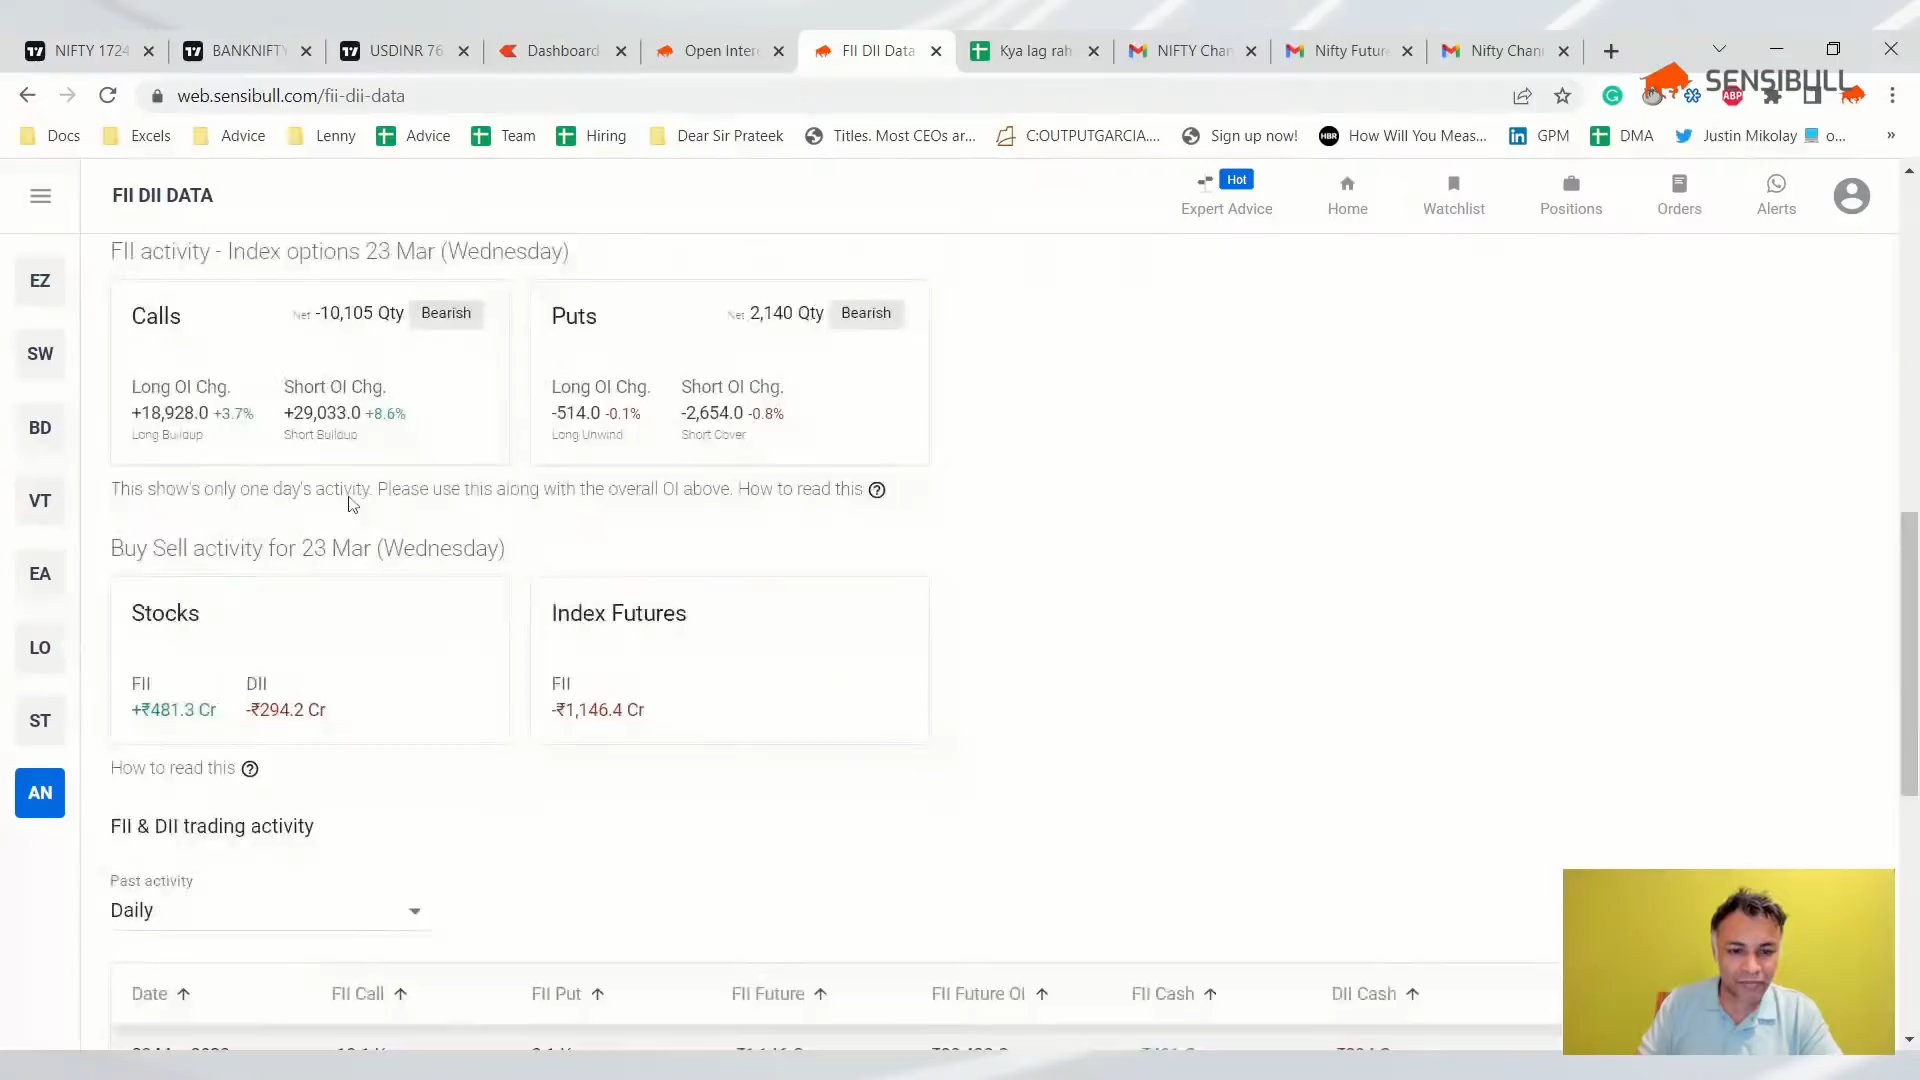 NIFTY 1724
BANKNIFTY
USDINR 76
Dashboard
Open Inter
FII DII Data
Kya lag rah
NIFTY Chan
Nifty Futur
Nifty Chan
web.sensibull.com/fii-dii-data
SENSIBULL
ABP
Docs
Excels
Advice
Lenny
Advice
Team
Hiring
Dear Sir Prateek
Titles. Most CEOs ar...
C:OUTPUTGARCIA....
Sign up now!
HBR
How Will You Meas...
GPM
DMA
Justin Mikolay 💻 o...
»
FII DII DATA
Hot
Expert Advice
Home
Watchlist
Positions
Orders
Alerts
EZ
SW
BD
VT
EA
LO
ST
AN
FII activity - Index options 23 Mar (Wednesday)
Calls
Net -10,105 Qty Bearish
Long OI Chg. Short OI Chg.
+18,928.0 +3.7% +29,033.0 +8.6%
Long Buildup Short Buildup
Puts
Net 2,140 Qty Bearish
Long OI Chg. Short OI Chg.
-514.0 -0.1% -2,654.0 -0.8%
Long Unwind Short Cover
This show's only one day's activity. Please use this along with the overall OI above. How to read this
Buy Sell activity for 23 Mar (Wednesday)
Stocks
FII DII
+₹481.3 Cr -₹294.2 Cr
Index Futures
FII
-₹1,146.4 Cr
How to read this
FII & DII trading activity
Past activity
Daily
Date FII Call FII Put FII Future FII Future OI FII Cash DII Cash